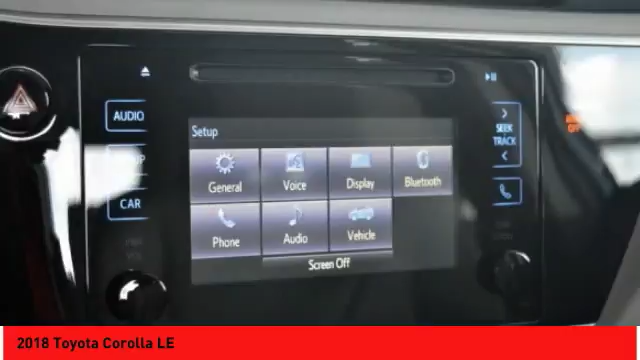 AUDIO
CAR
Setup
General
Voice
Display
Bluetooth
Phone
Audio
Vehicle
Screen Off
SEEK
TRACK
2018 Toyota Corolla LE